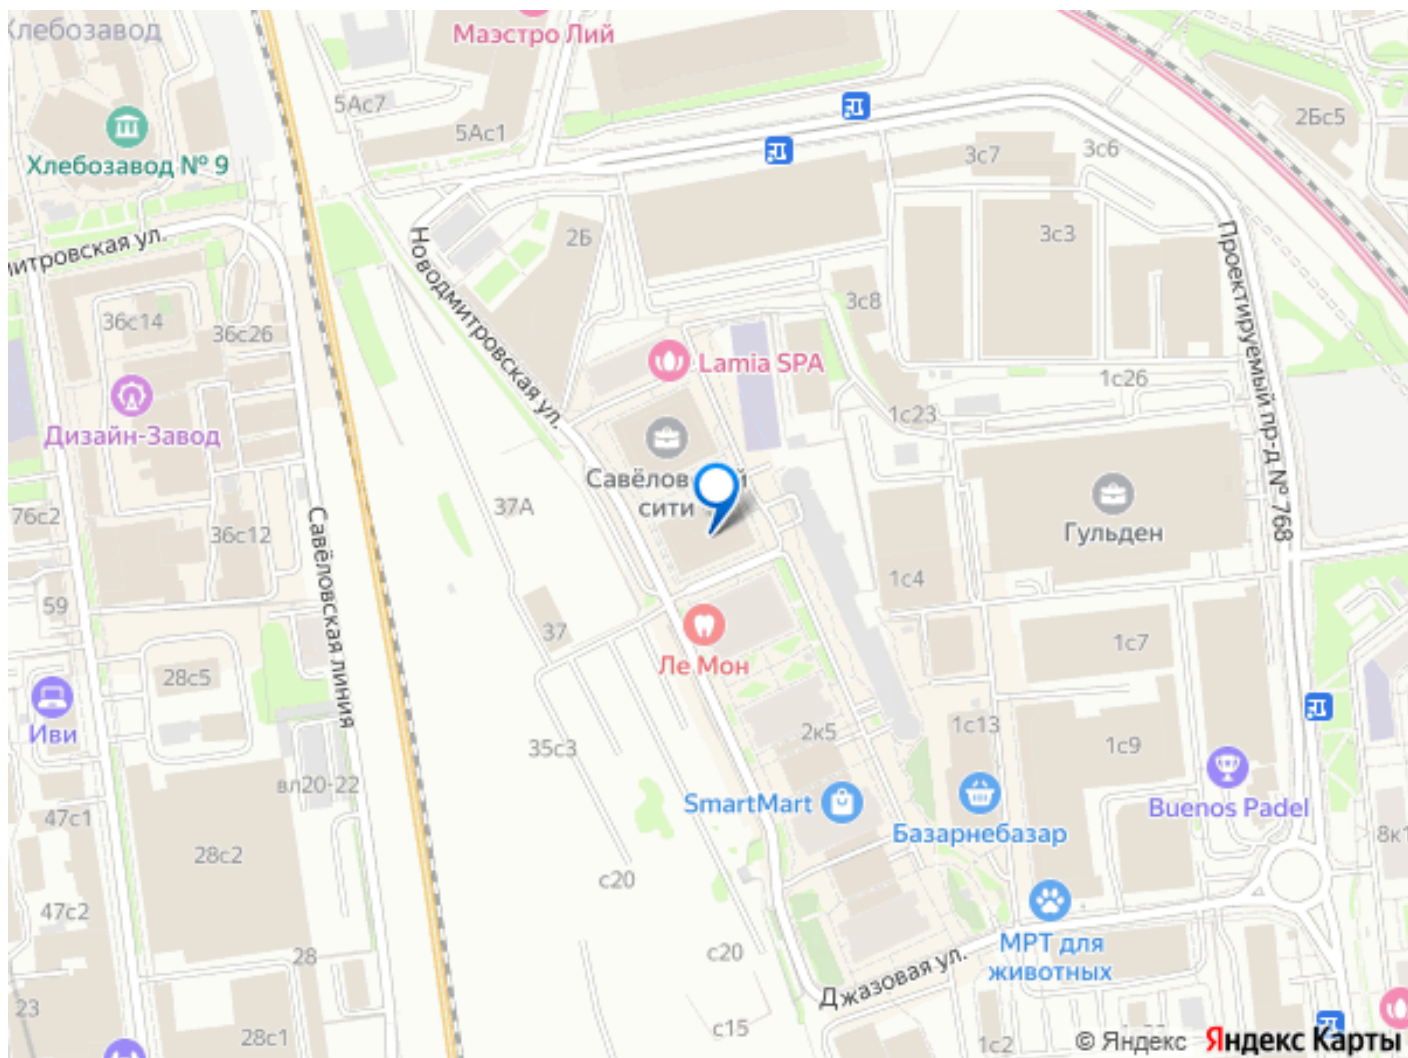 Хлебозавод
Маэстро Лий
5Ас7
5Ас1
2Бс5
Хлебозавод № 9
3с7
3с6
митровская ул.
2Б
3с3
Новодмитровская ул.
Проектируемый пр-д № 768
36с14
36с26
3с8
Lamia SPA
1с26
Дизайн-Завод
1с23
Савёлов
й
сити
37А
76с2
36с12
Гульден
Савёловская линия
1с4
59
37
1с7
Ле Мон
28с5
Иви
2к5
1с13
35с3
1с9
вл20-22
SmartMart
Базарнебазар
Buenos Padel
47с1
8к1
28с2
с20
47с2
МРТ для
животных
с20
28
Джазовая ул.
23
с15
28с1
1с2
© Яндекс
Яндекс Карты